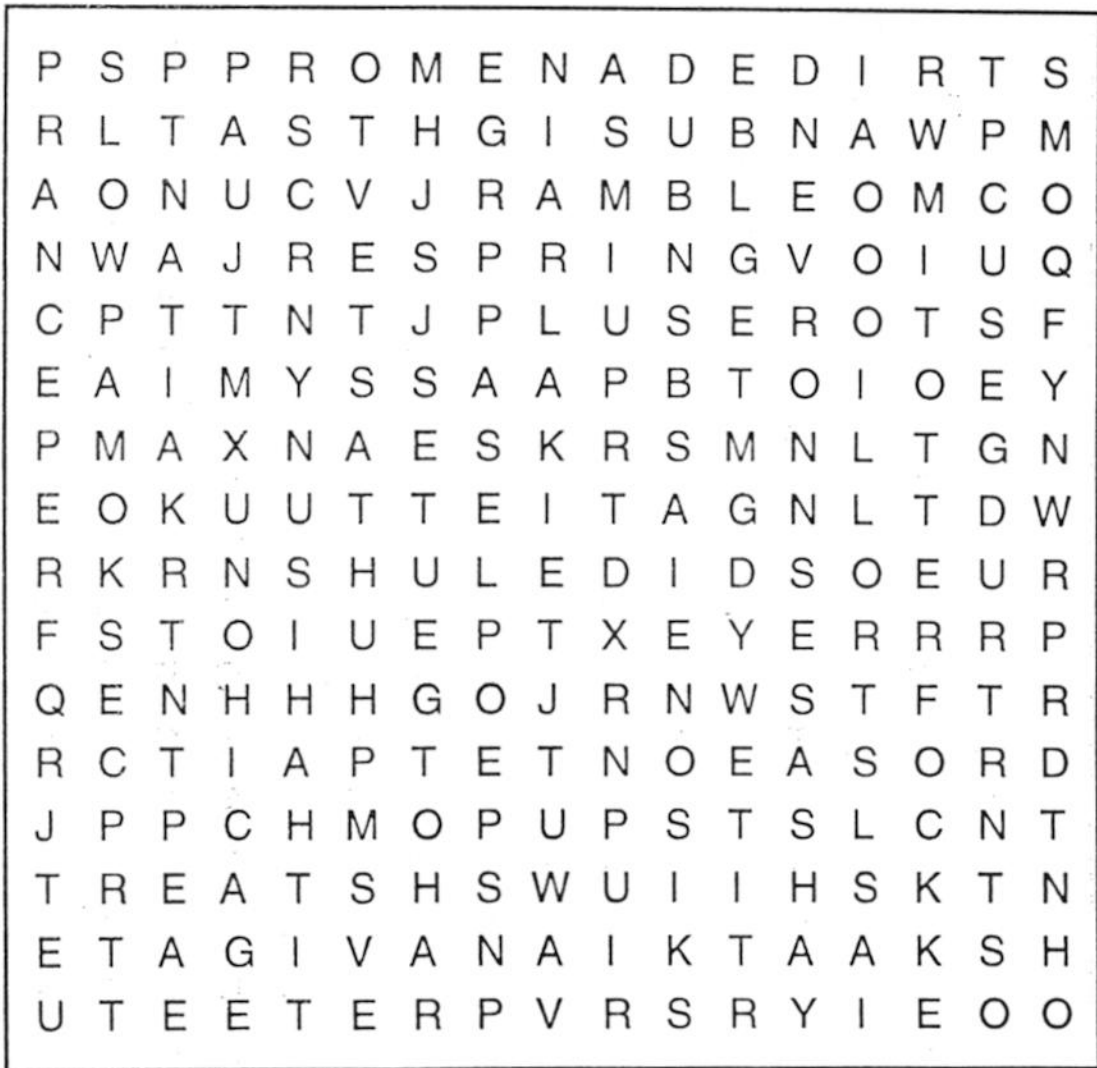 P S P P R O M E N A D E D I R T S
R L T A S T H G I S U B N A W P M
A O N U C V J R A M B L E O M C O
N W A J R E S P R I N G V O I U Q
C P T T N T J P L U S E R O T S F
E A I M Y S S A A P B T O I O E Y
P M A X N A E S K R S M N L T G N
E O K U U T T E I T A G N L T D W
R K R N S H U L E D I D S O E U R
F S T O I U E P T X E Y E R R R P
Q E N H H H G O J R N W S T F T R
R C T I A P T E T N O E A S O R D
J P P C H M O P U P S T S L C N T
T R E A T S H S W U I I H S K T N
E T A G I V A N A I K T A A K S H
U T E E T E R P V R S R Y I E O O